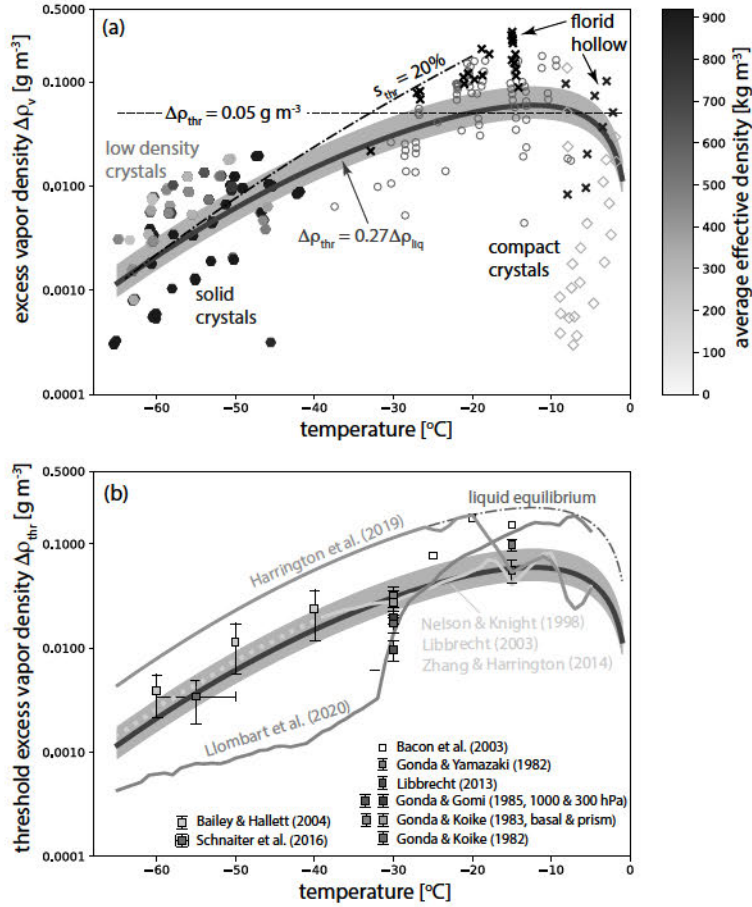 (a)
florid
hollow
s_thr = 20%
Δρ_thr = 0.05 g m⁻³
low density
crystals
Δρ_thr = 0.27Δρ_liq
compact
crystals
solid
crystals
excess vapor density Δρ_v [g m⁻³]
0.5000
0.1000
0.0100
0.0010
0.0001
−60 −50 −40 −30 −20 −10 0
temperature [°C]
900
800
700
600
500
400
300
200
100
0
average effective density [kg m⁻³]
(b)
liquid equilibrium
Harrington et al. (2019)
Nelson & Knight (1998)
Libbrecht (2003)
Zhang & Harrington (2014)
Llombart et al. (2020)
Bacon et al. (2003)
Gonda & Yamazaki (1982)
Libbrecht (2013)
Gonda & Gomi (1985, 1000 & 300 hPa)
Gonda & Koike (1983, basal & prism)
Gonda & Koike (1982)
Bailey & Hallett (2004)
Schnaiter et al. (2016)
threshold excess vapor density Δρ_thr [g m⁻³]
0.5000
0.1000
0.0100
0.0010
0.0001
−60 −50 −40 −30 −20 −10 0
temperature [°C]